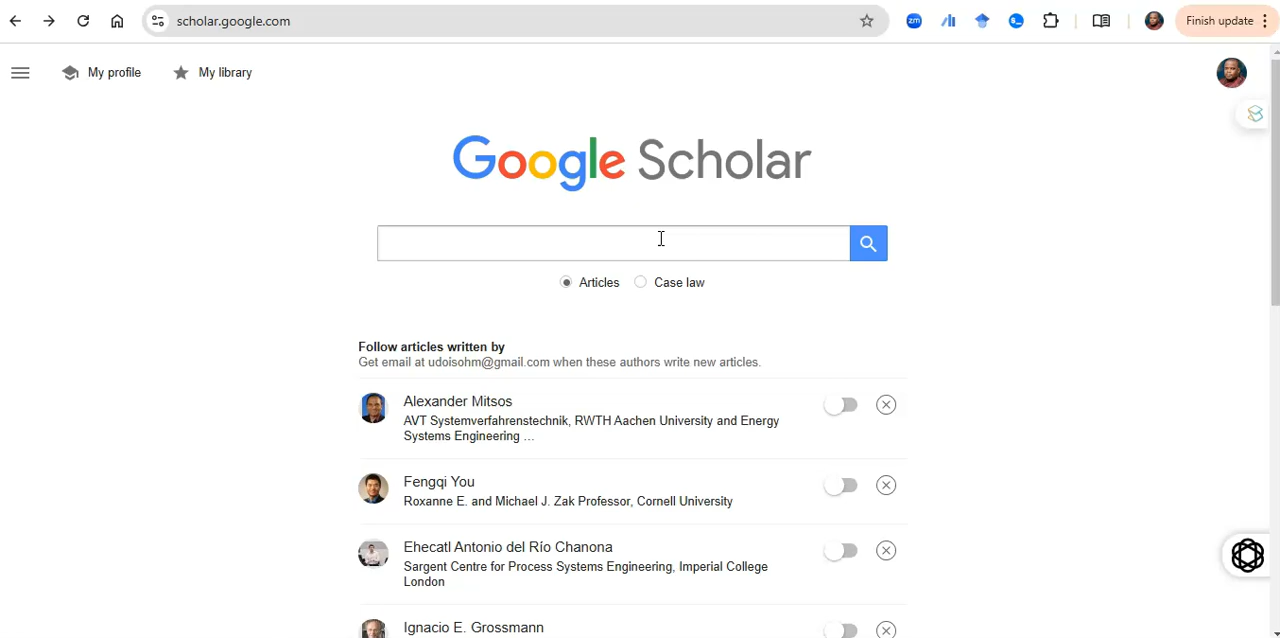 scholar.google.com
zm
Finish update
My profile
My library
Google Scholar
Articles
Case law
Follow articles written by
Get email at udoisohm@gmail.com when these authors write new articles.
Alexander Mitsos
AVT Systemverfahrenstechnik, RWTH Aachen University and Energy
Systems Engineering ...
Fengqi You
Roxanne E. and Michael J. Zak Professor, Cornell University
Ehecatl Antonio del Río Chanona
Sargent Centre for Process Systems Engineering, Imperial College
London
Ignacio E. Grossmann